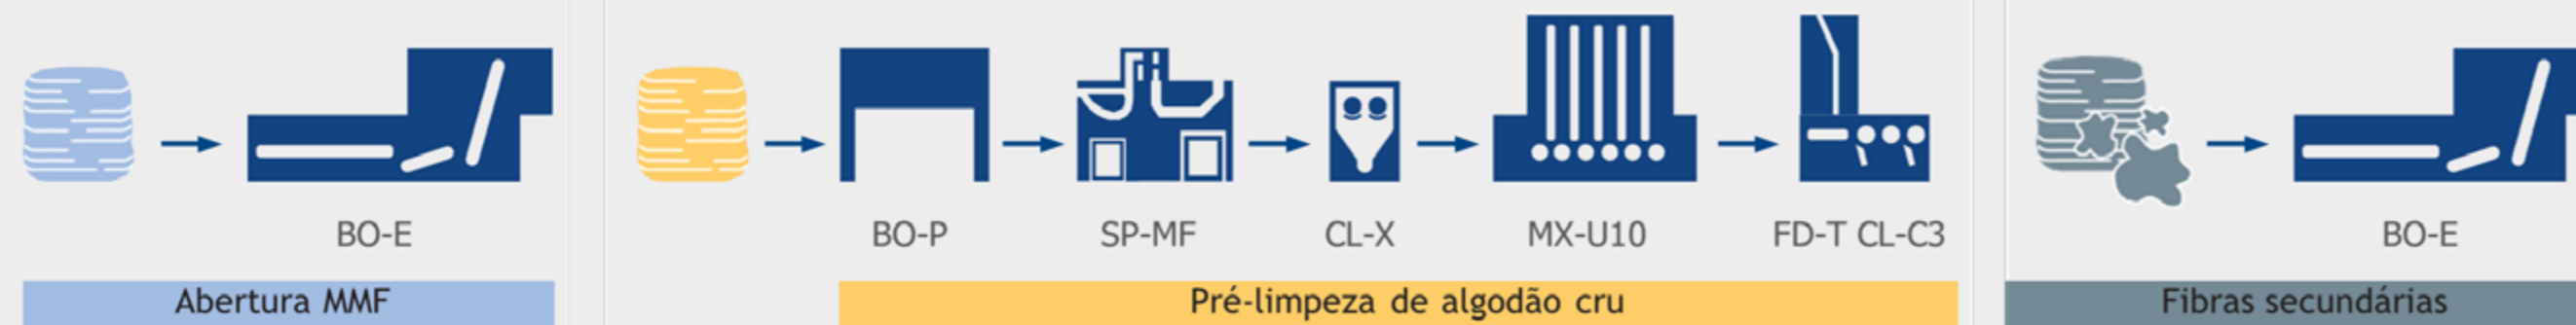 BO-E
Abertura MMF
BO-P SP-MF CL-X MX-U10 FD-T CL-C3
Pré-limpeza de algodão cru
BO-E
Fibras secundárias